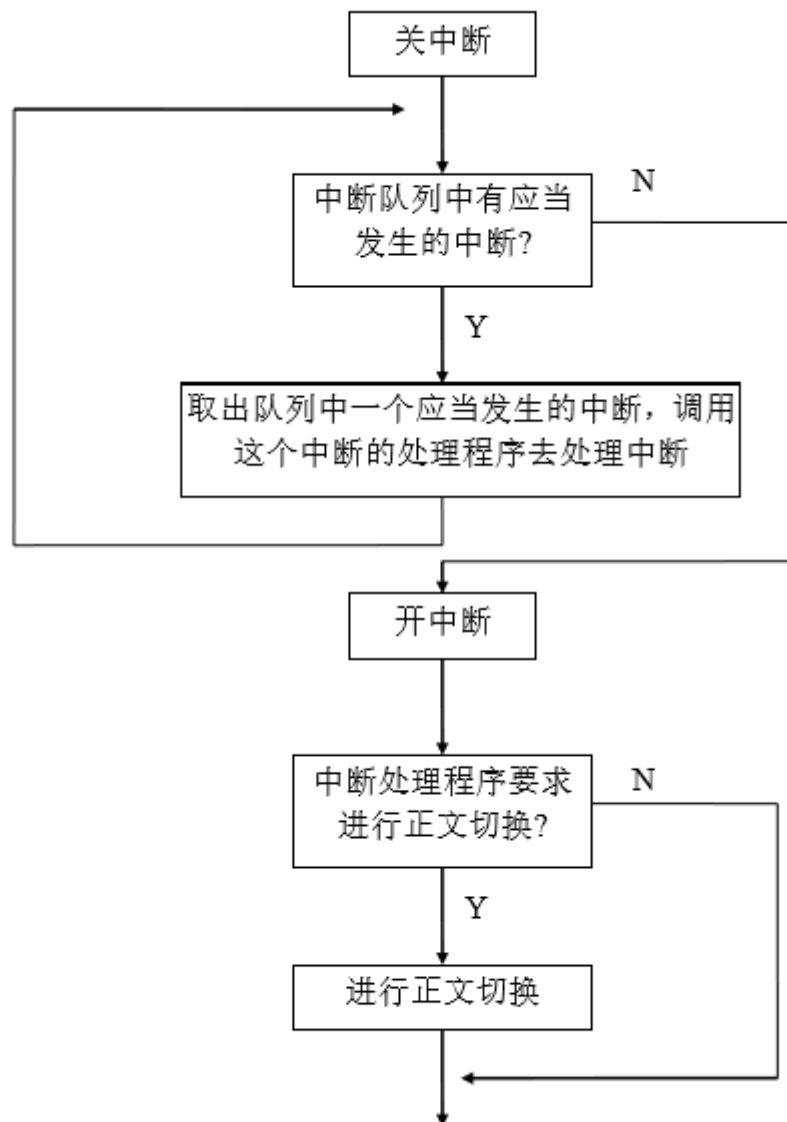 关中断
中断队列中有应当
发生的中断?
N
Y
取出队列中一个应当发生的中断，调用
这个中断的处理程序去处理中断
开中断
中断处理程序要求
进行正文切换?
N
Y
进行正文切换